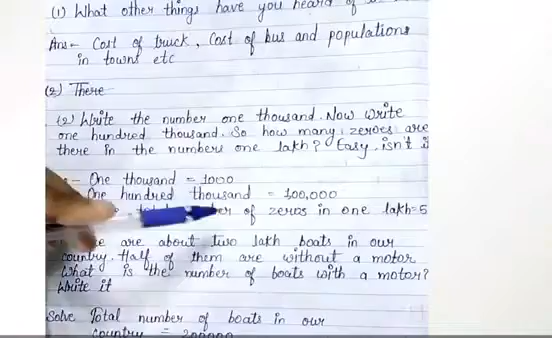 (1) What other things have you heard of
Ans- Cost of truck, Cost of bus and populations
in towns etc
(2) There
(2) Write the number one thousand. Now write
one hundred thousand. So how many zeroes are
there in the numbers one lakh? Easy, isn't
- One thousand = 1000
One hundred thousand = 100,000
of zeros in one lakh=5
are about two lakh boats in our
country. Half of them are without a motor
What is the number of boats with a motor?
Write it
Solve Total number of boats in our
country = 200000